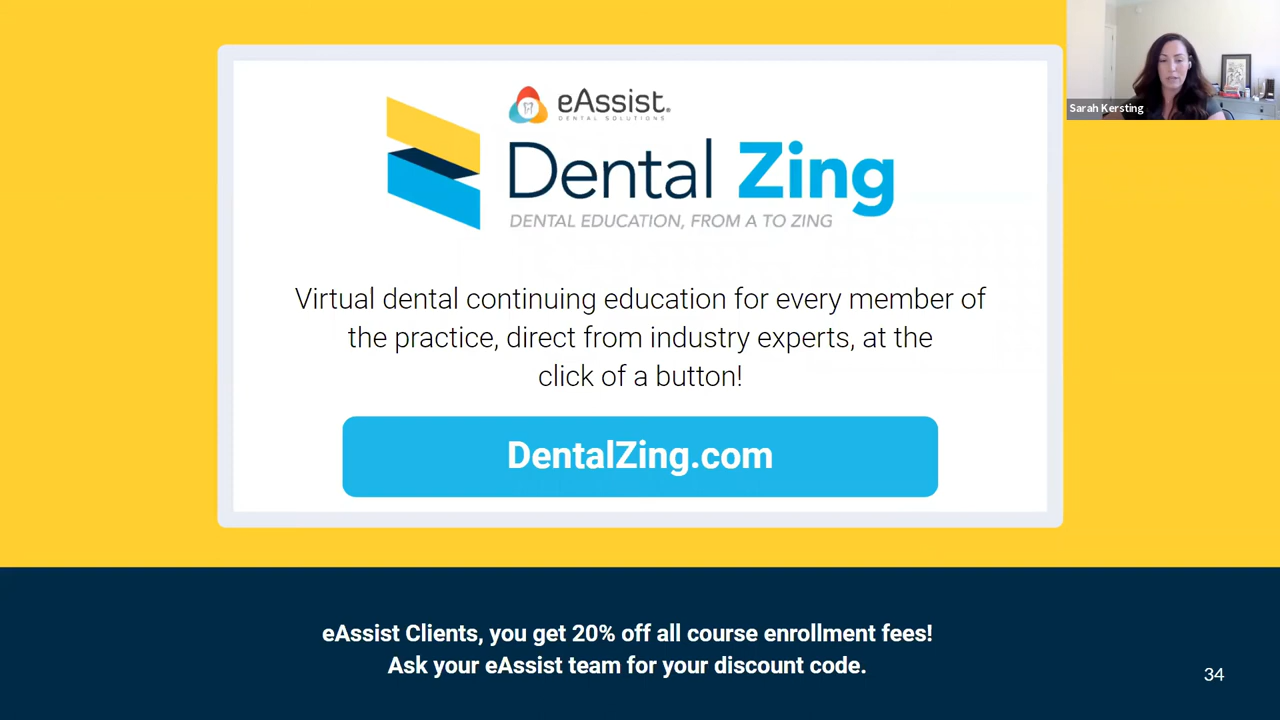 Sarah Kersting
eAssist
DENTAL SOLUTIONS
Dental Zing
DENTAL EDUCATION, FROM A TO ZING
Virtual dental continuing education for every member of
the practice, direct from industry experts, at the
click of a button!
DentalZing.com
eAssist Clients, you get 20% off all course enrollment fees!
Ask your eAssist team for your discount code.
34